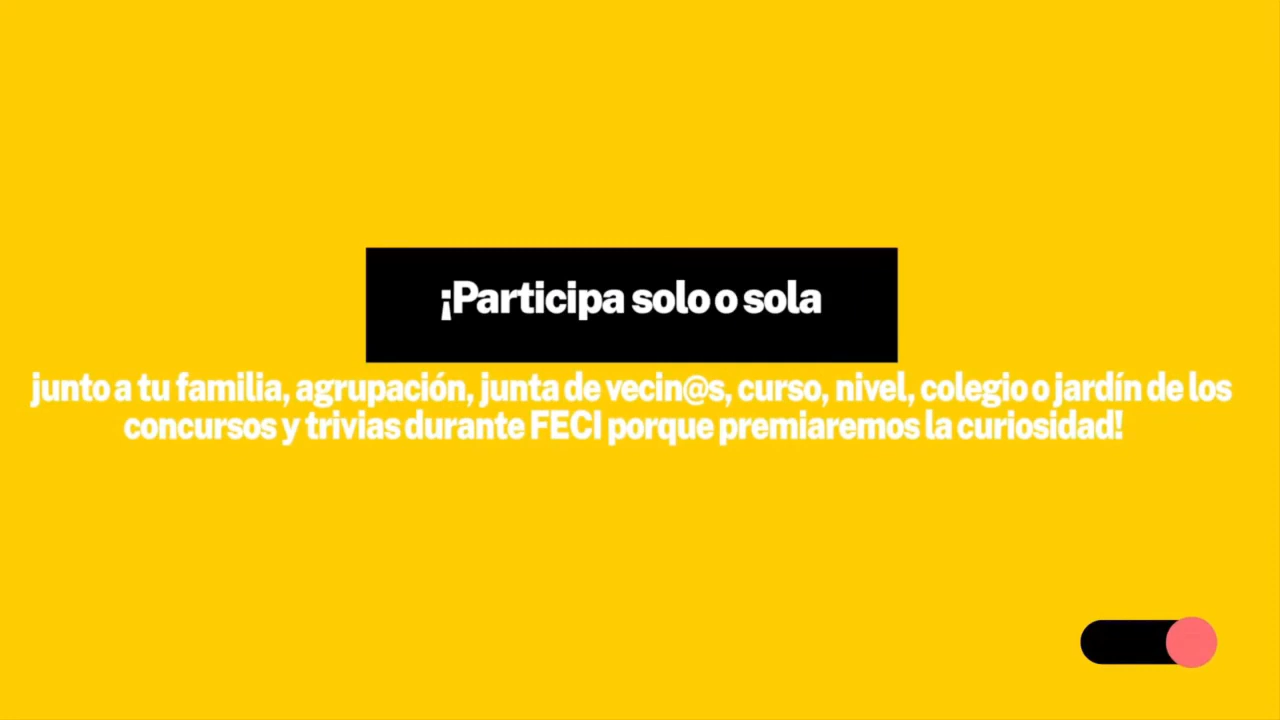 ¡Participa solo o sola
junto a tu familia, agrupación, junta de vecin@s, curso, nivel, colegio o jardín de los
concursos y trivias durante FECI porque premiaremos la curiosidad!